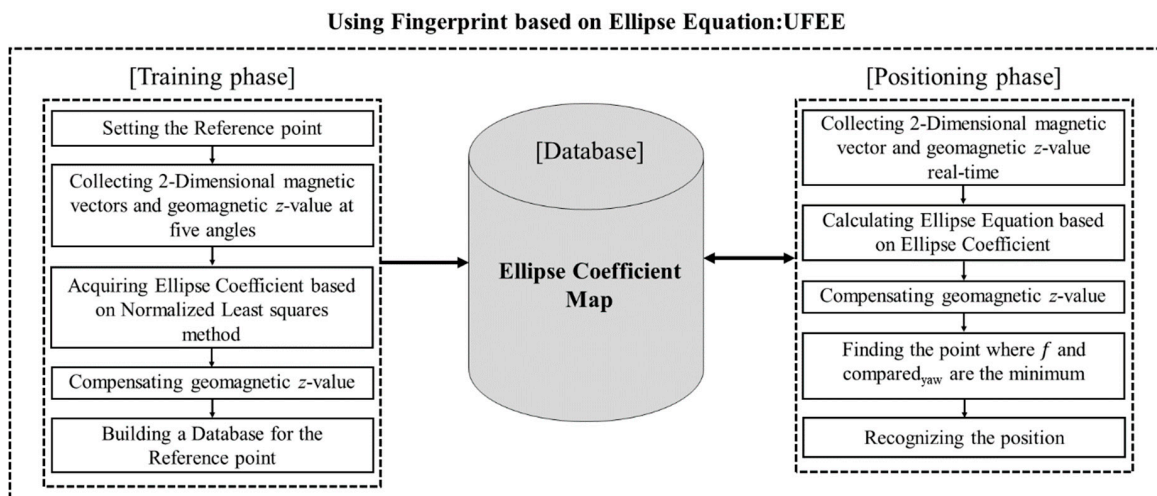 Using Fingerprint based on Ellipse Equation:UFEE
[Training phase]
Setting the Reference point
Collecting 2-Dimensional magnetic
vectors and geomagnetic z-value at
five angles
Acquiring Ellipse Coefficient based
on Normalized Least squares
method
Compensating geomagnetic z-value
Building a Database for the
Reference point
[Database]
Ellipse Coefficient
Map
[Positioning phase]
Collecting 2-Dimensional magnetic
vector and geomagnetic z-value
real-time
Calculating Ellipse Equation based
on Ellipse Coefficient
Compensating geomagnetic z-value
Finding the point where f and
compared yaw are the minimum
Recognizing the position